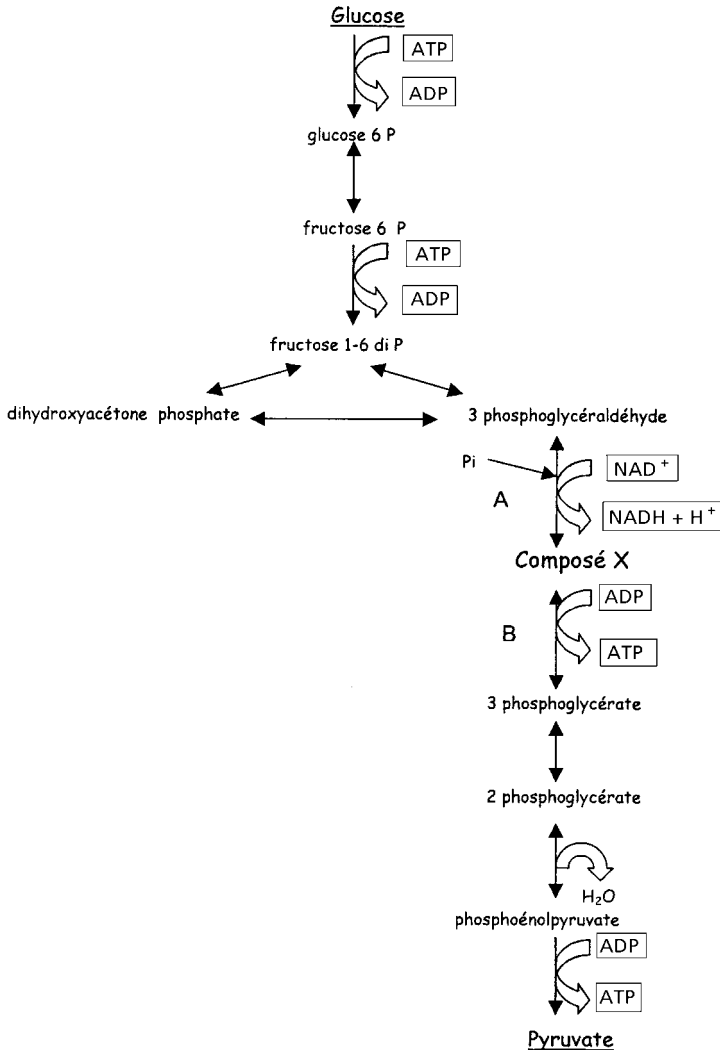 Glucose
ATP
ADP
glucose 6 P
fructose 6 P
ATP
ADP
fructose 1-6 di P
dihydroxyacétone phosphate
3 phosphoglycéraldéhyde
Pi
NAD⁺
A
NADH + H⁺
Composé X
ADP
B
ATP
3 phosphoglycérate
2 phosphoglycérate
H₂O
phosphoénolpyruvate
ADP
ATP
Pyruvate